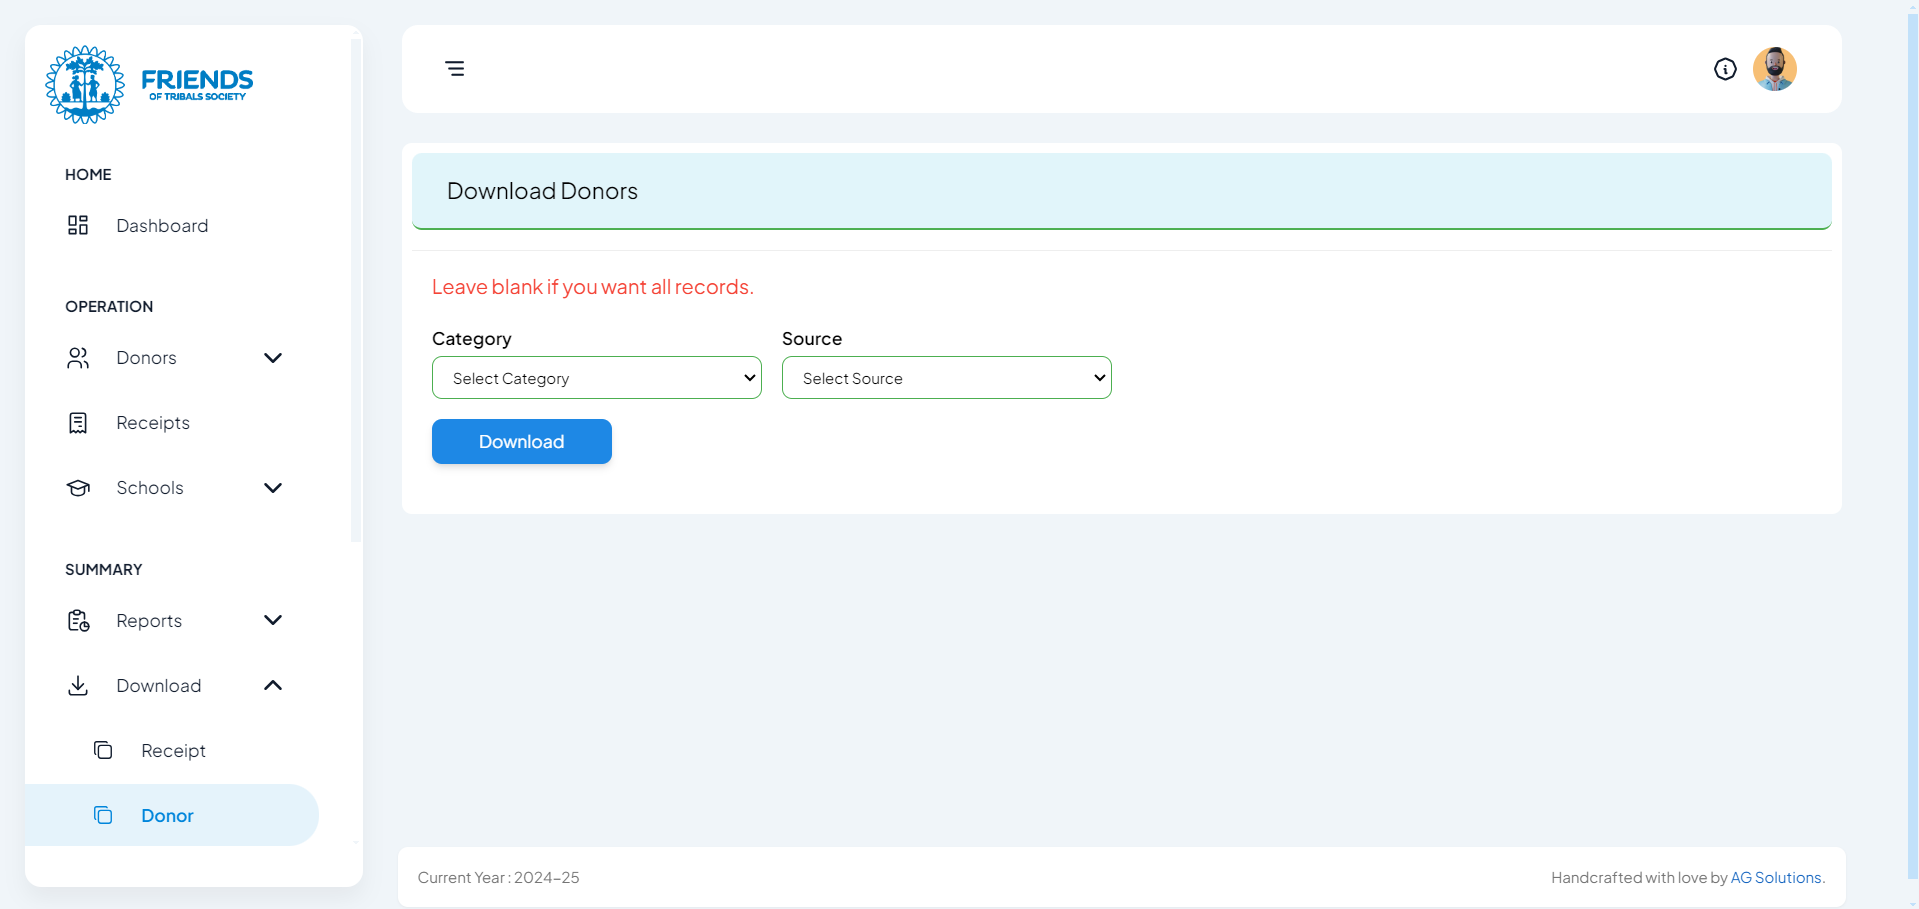 FRIENDS
OF TRIBALS SOCIETY
HOME
Dashboard
OPERATION
Donors
Receipts
Schools
SUMMARY
Reports
Download
Receipt
Donor
Download Donors
Leave blank if you want all records.
Category
Source
Select Category
Select Source
Download
Current Year : 2024-25
Handcrafted with love by AG Solutions.